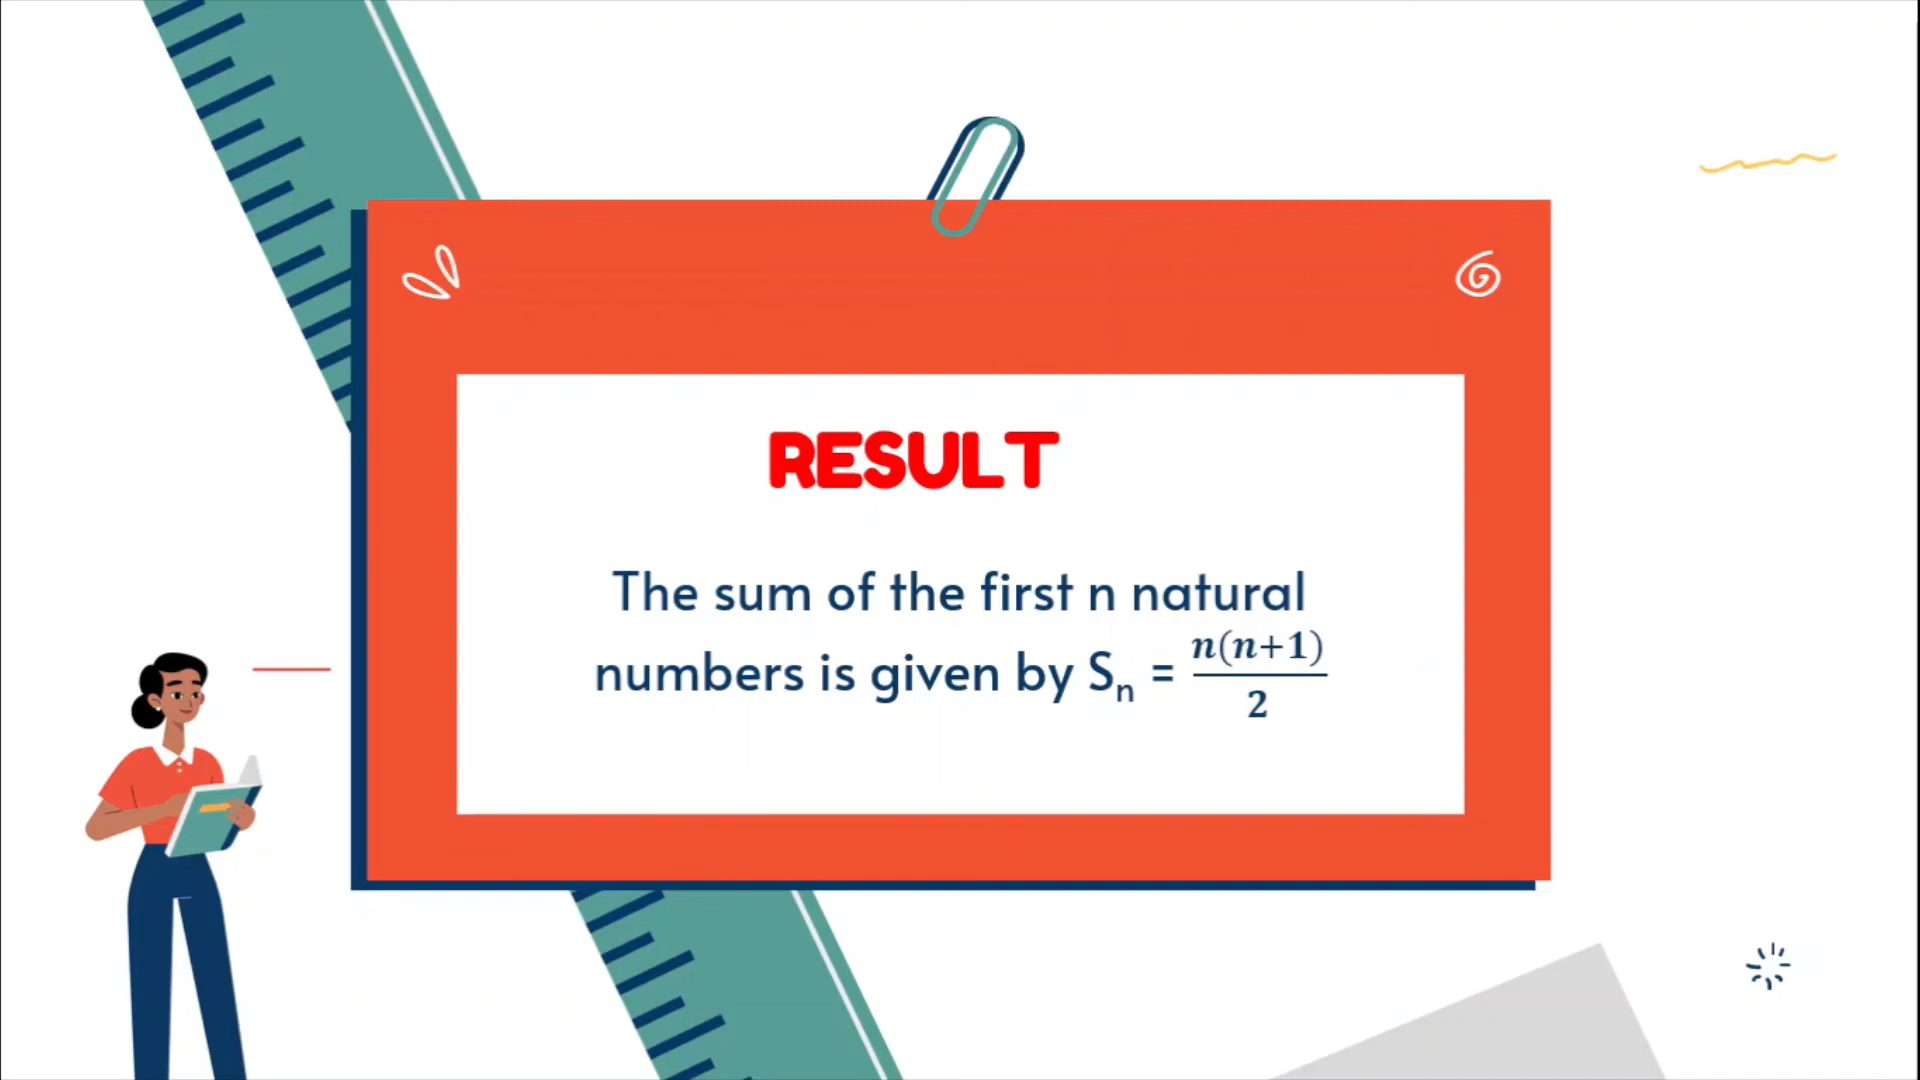 RESULT
The sum of the first n natural
numbers is given by Sₙ = n(n+1)/2